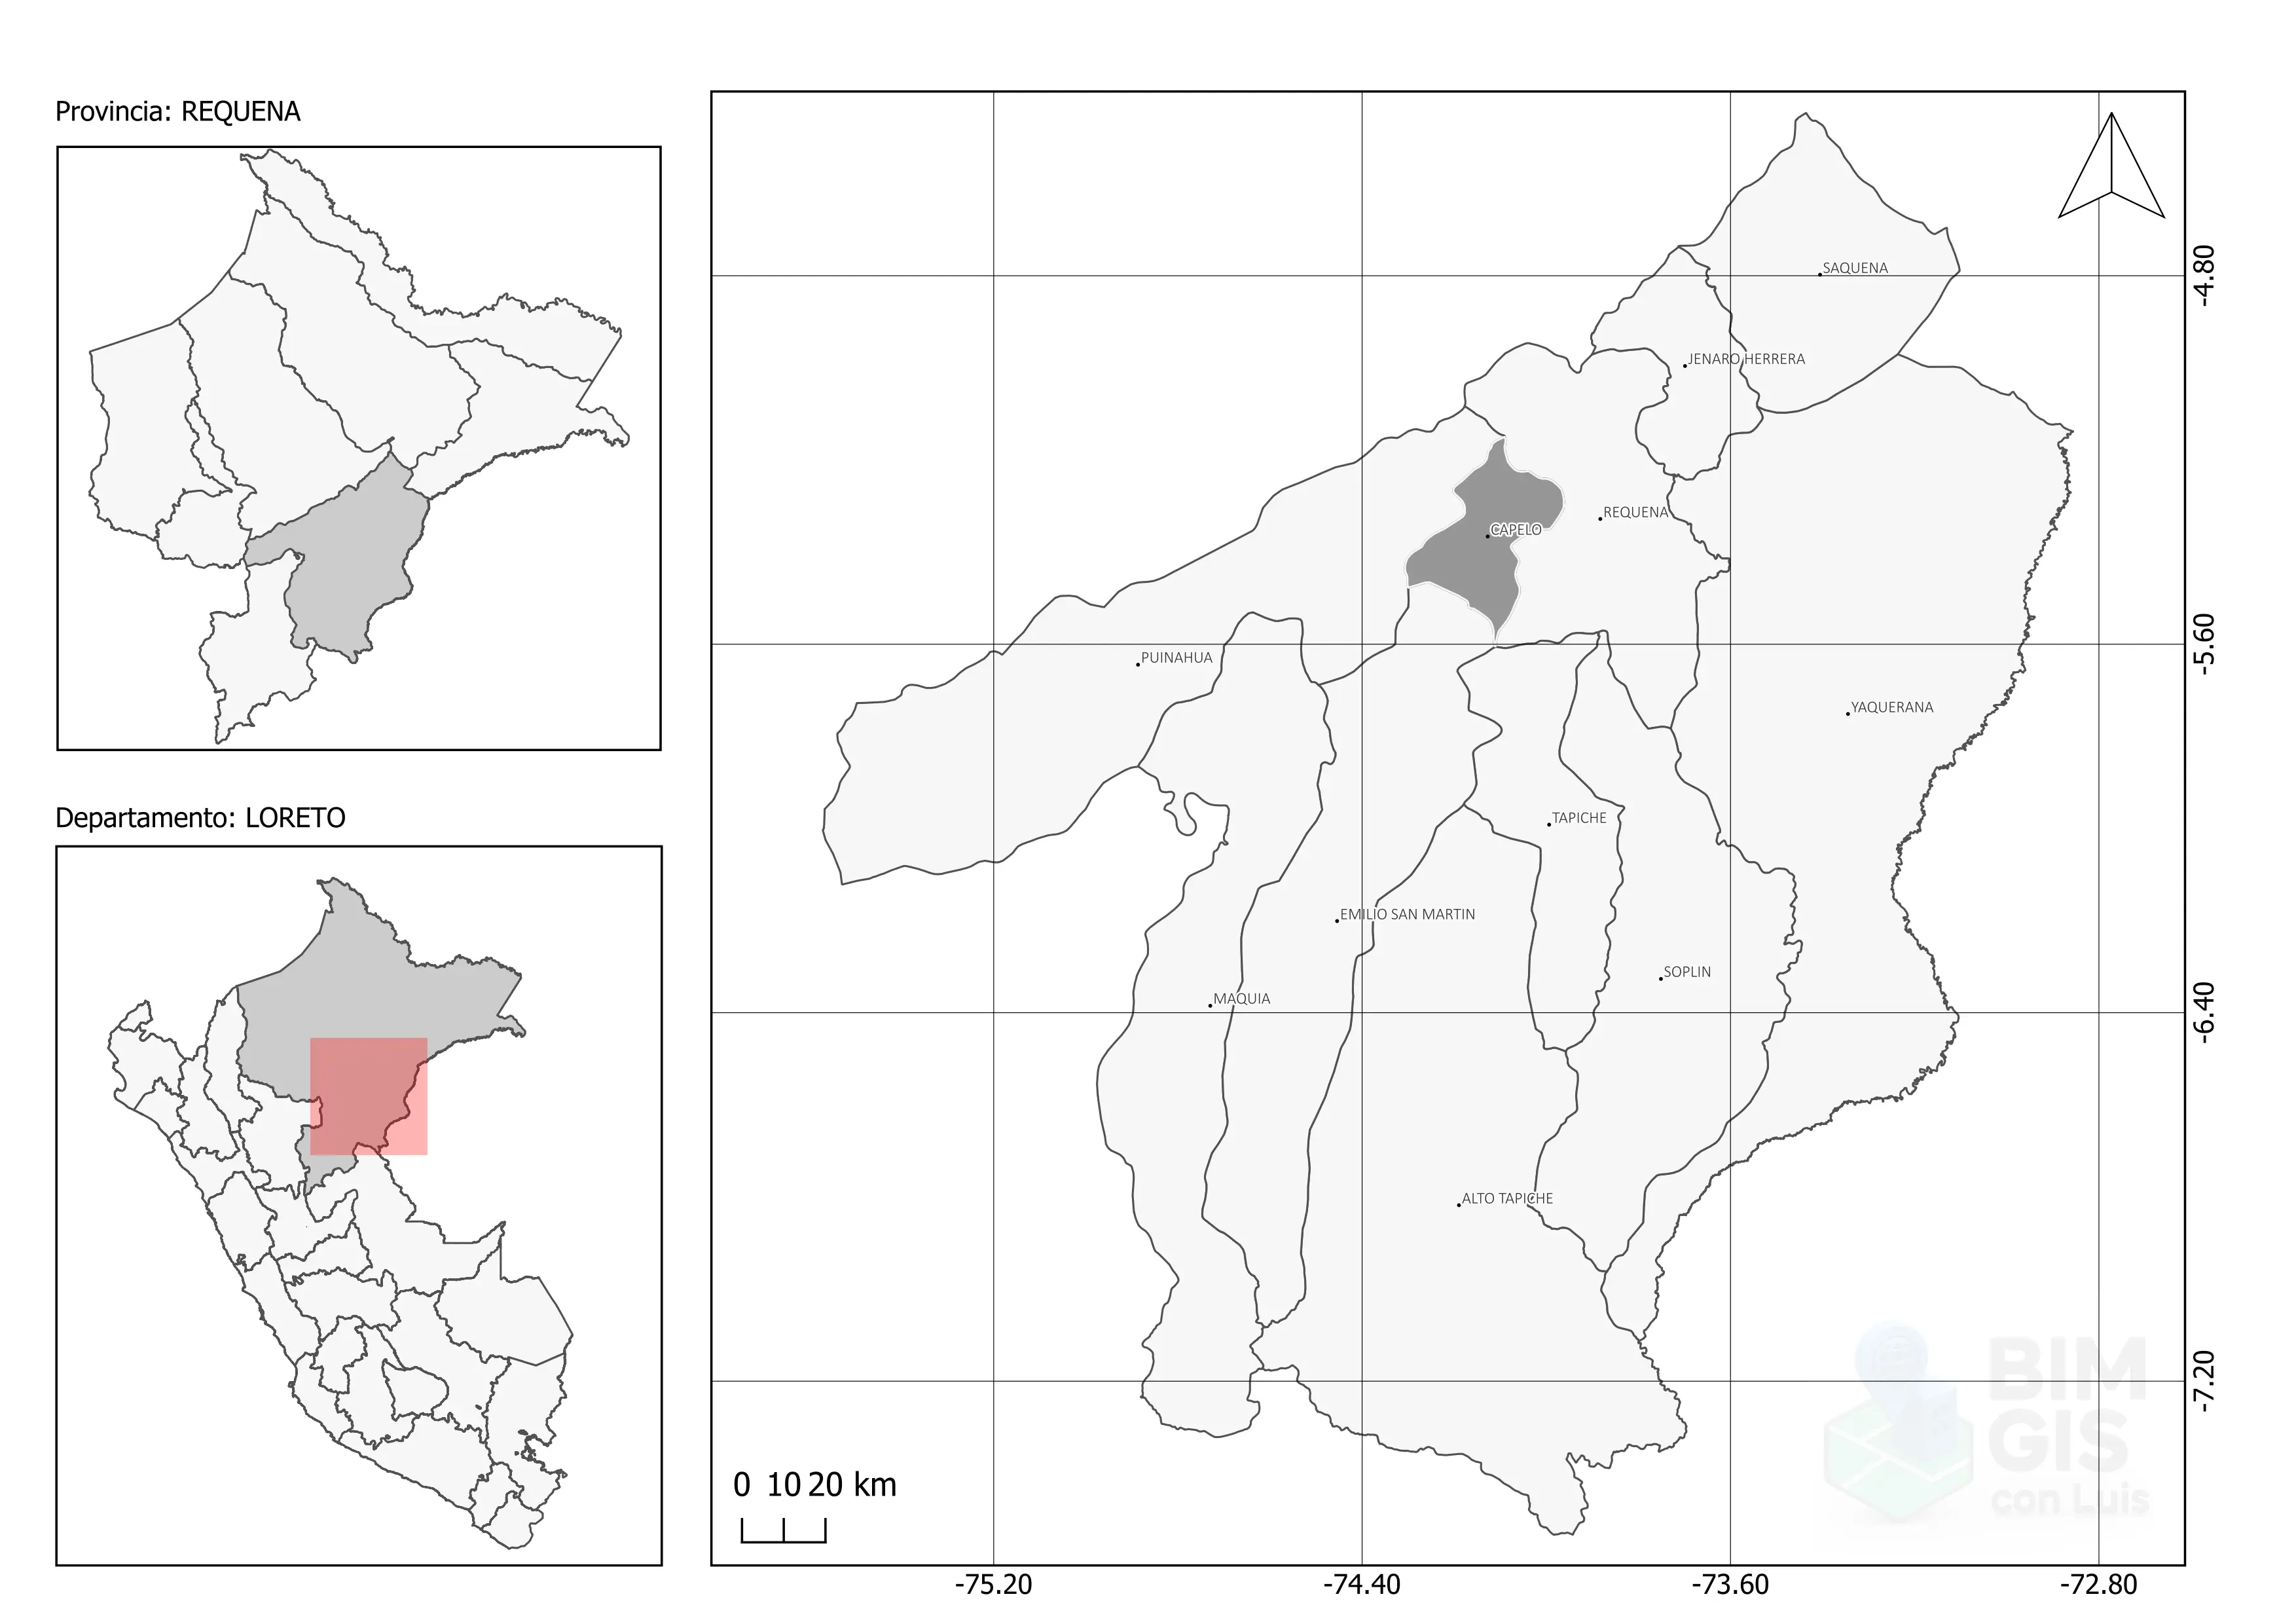 Provincia: REQUENA
Departamento: LORETO
SAQUENA
JENARO HERRERA
REQUENA
CAPELO
PUINAHUA
YAQUERANA
TAPICHE
EMILIO SAN MARTIN
SOPLIN
MAQUIA
ALTO TAPICHE
-4.80
-5.60
-6.40
-7.20
0 10 20 km
-75.20 -74.40 -73.60 -72.80
BIM
GIS
con Luis